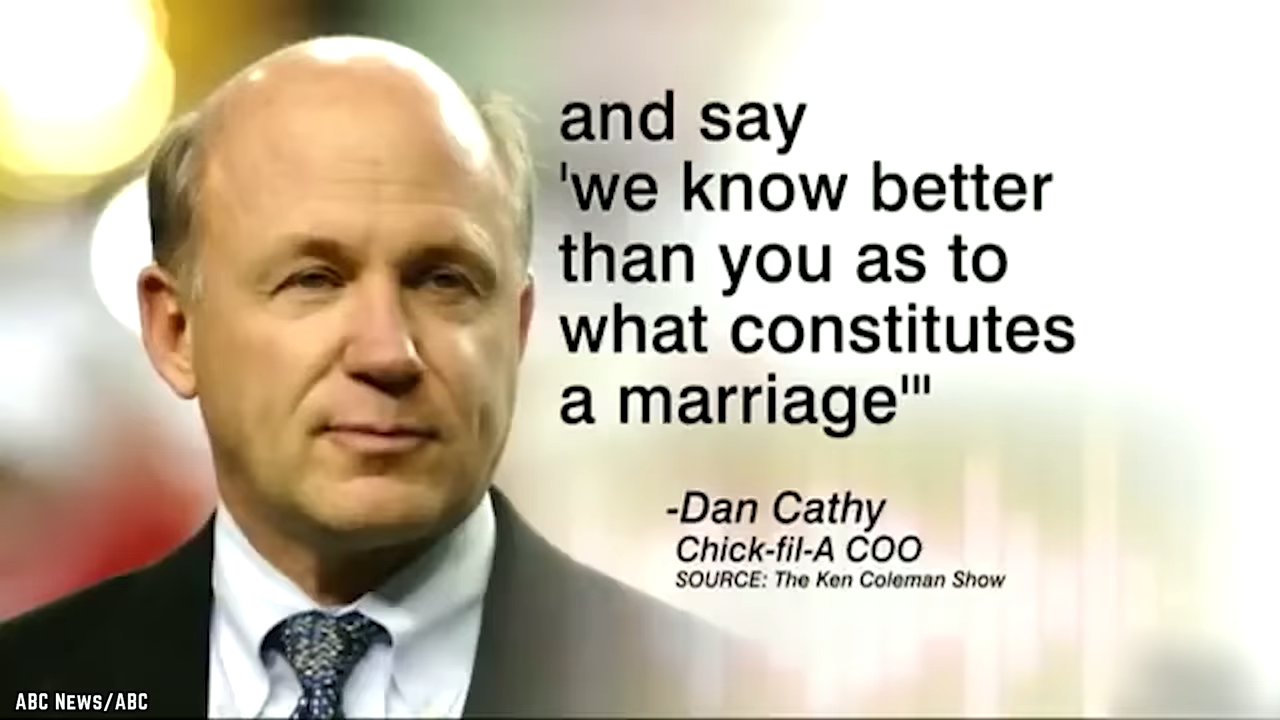 and say
'we know better
than you as to
what constitutes
a marriage'"
-Dan Cathy
Chick-fil-A COO
SOURCE: The Ken Coleman Show
ABC News/ABC